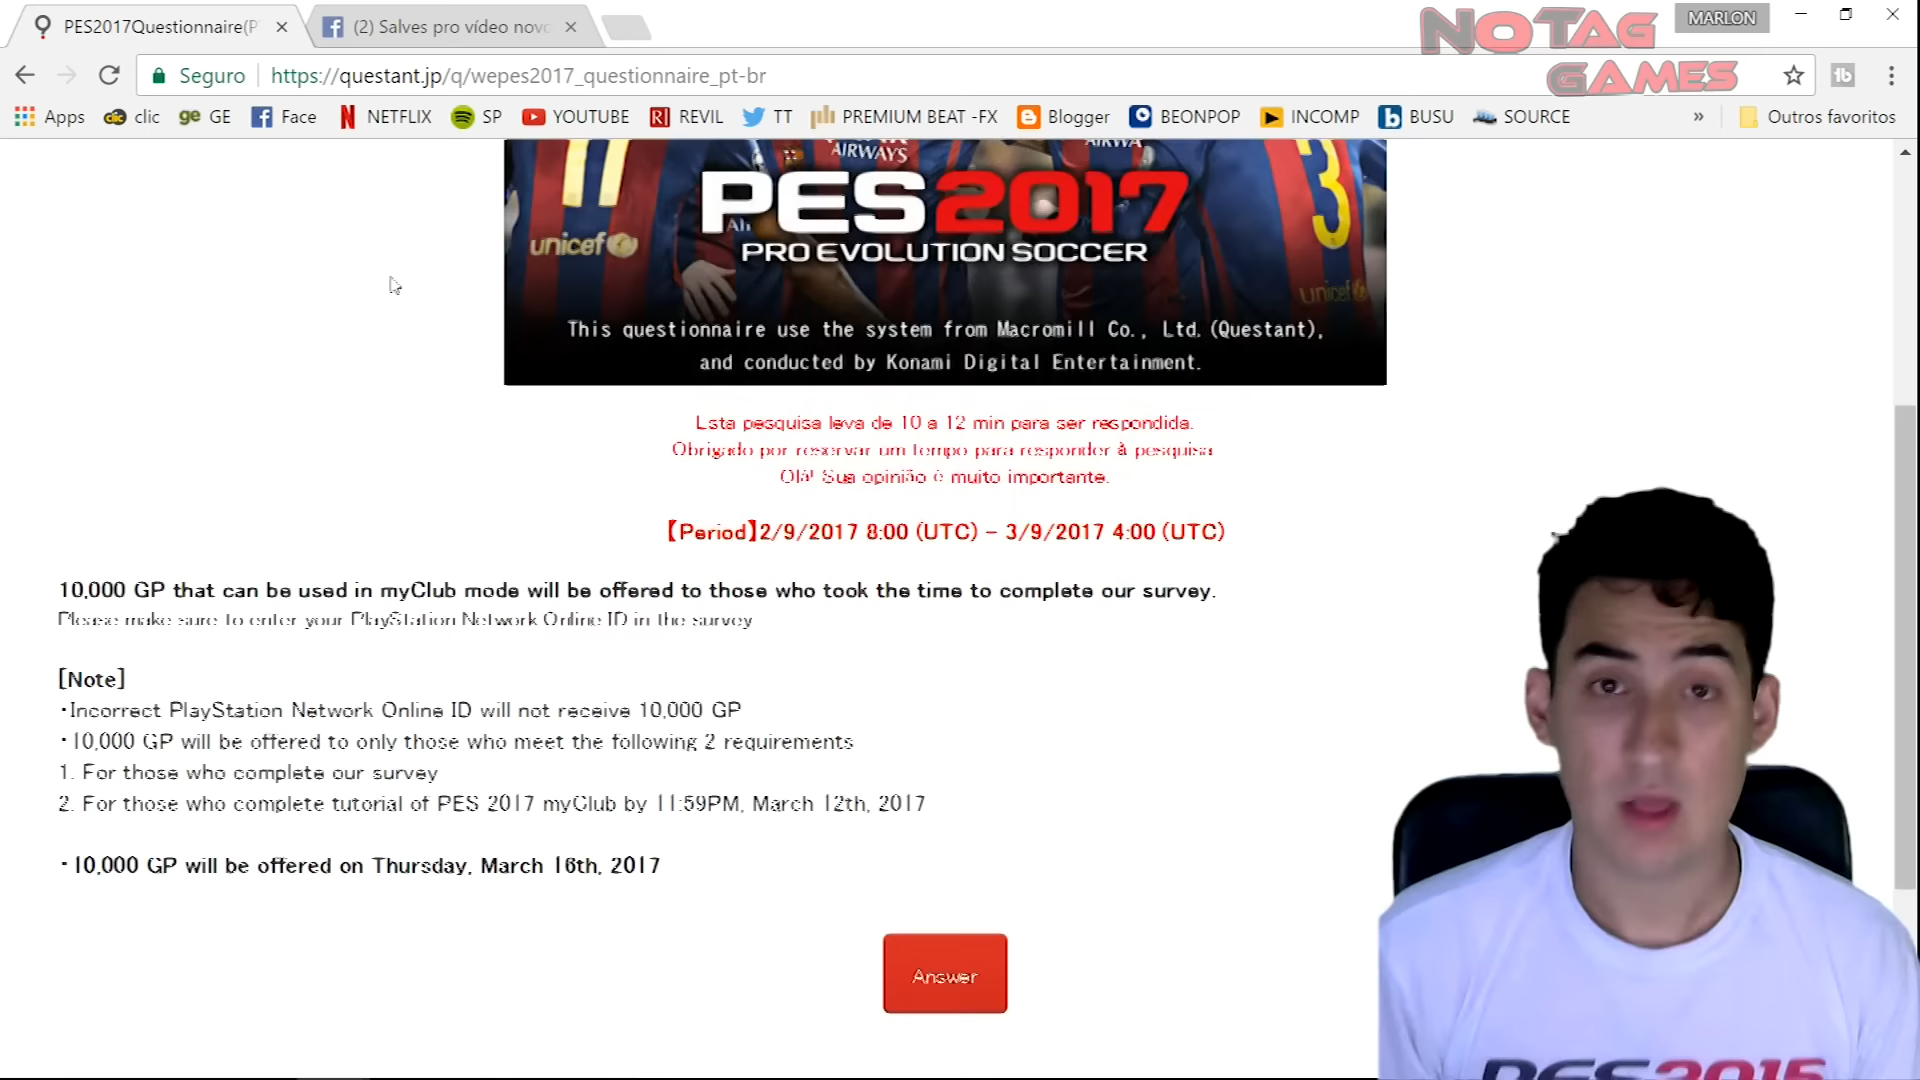 PES2017Questionnaire(P
(2) Salves pro vídeo novo
NOTAG
GAMES
MARLON
Seguro
https://questant.jp/q/wepes2017_questionnaire_pt-br
Apps
clic
GE
Face
NETFLIX
SP
YOUTUBE
REVIL
TT
PREMIUM BEAT -FX
Blogger
BEONPOP
INCOMP
BUSU
SOURCE
»
Outros favoritos
AIRWAYS
AIRWA
11
3
unicef
unicef
PES2017
PRO EVOLUTION SOCCER
This questionnaire use the system from Macromill Co., Ltd.(Questant),
and conducted by Konami Digital Entertainment.
Esta pesquisa leva de 10 a 12 min para ser respondida.
Obrigado por reservar um tempo para responder à pesquisa
Olá! Sua opinião é muito importante.
【Period】2/9/2017 8:00 (UTC) – 3/9/2017 4:00 (UTC)
10,000 GP that can be used in myClub mode will be offered to those who took the time to complete our survey.
Please make sure to enter your PlayStation Network Online ID in the survey
[Note]
・Incorrect PlayStation Network Online ID will not receive 10,000 GP
・10,000 GP will be offered to only those who meet the following 2 requirements
1. For those who complete our survey
2. For those who complete tutorial of PES 2017 myClub by 11:59PM, March 12th, 2017
・10,000 GP will be offered on Thursday, March 16th, 2017
Answer
PES2015